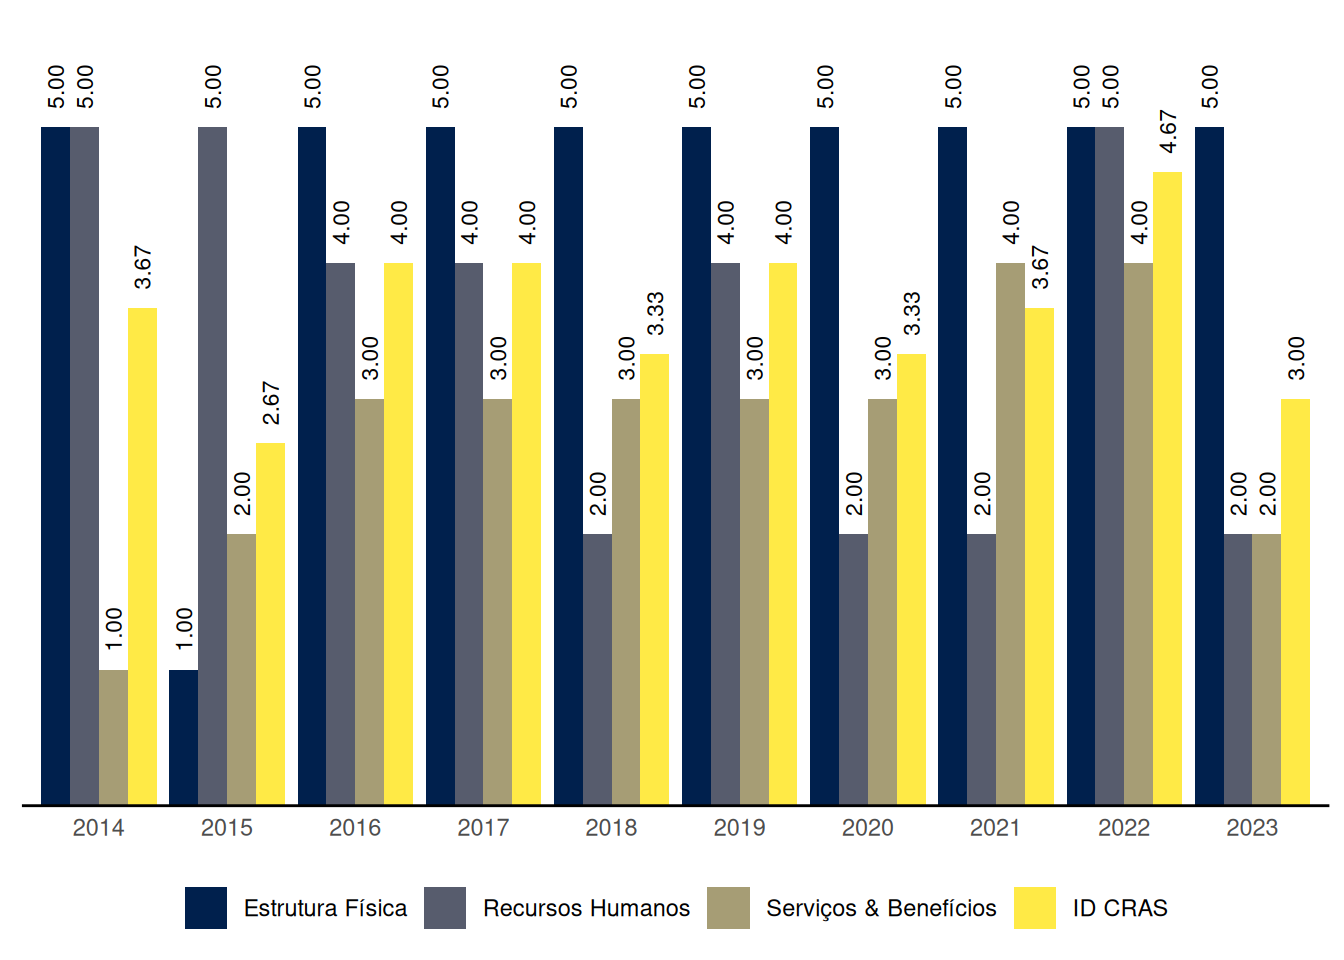 5.00 5.00 1.00 3.67
1.00 5.00 2.00 2.67
5.00 4.00 3.00 4.00
5.00 4.00 3.00 4.00
5.00 2.00 3.00 3.33
5.00 4.00 3.00 4.00
5.00 2.00 3.00 3.33
5.00 2.00 4.00 3.67
5.00 5.00 4.00 4.67
5.00 2.00 2.00 3.00
2014 2015 2016 2017 2018 2019 2020 2021 2022 2023
Estrutura Física Recursos Humanos Serviços & Benefícios ID CRAS